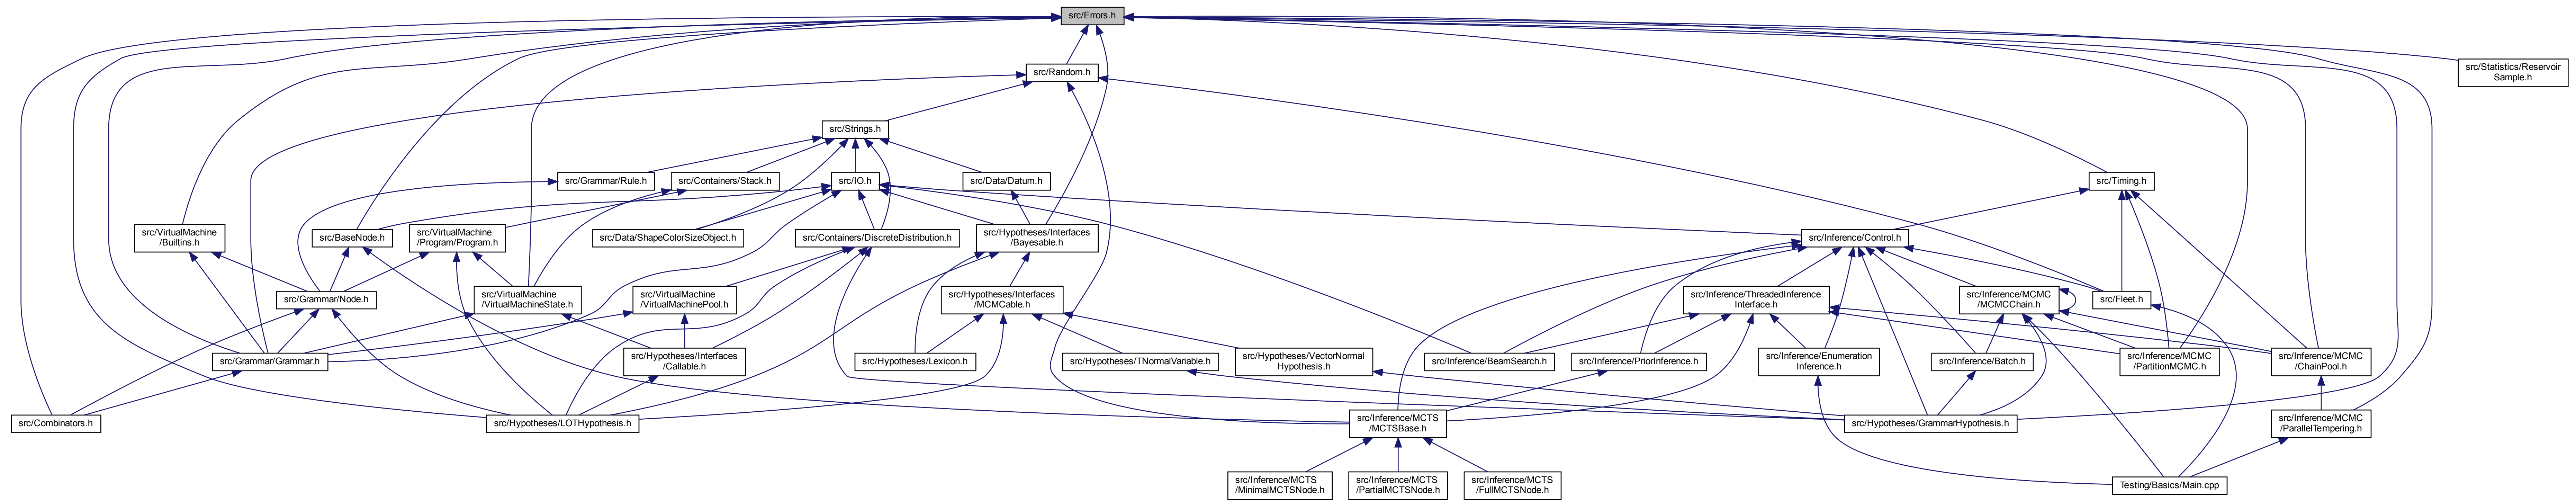 src/Errors.h
src/Random.h
src/Statistics/Reservoir
Sample.h
src/Strings.h
src/Grammar/Rule.h
src/Containers/Stack.h
src/IO.h
src/Data/Datum.h
src/Timing.h
src/VirtualMachine
/Builtins.h
src/BaseNode.h
src/VirtualMachine
/Program/Program.h
src/Data/ShapeColorSizeObject.h
src/Containers/DiscreteDistribution.h
src/Hypotheses/Interfaces
/Bayesable.h
src/Inference/Control.h
src/Grammar/Node.h
src/VirtualMachine
/VirtualMachineState.h
src/VirtualMachine
/VirtualMachinePool.h
src/Hypotheses/Interfaces
/MCMCable.h
src/Inference/ThreadedInference
Interface.h
src/Inference/MCMC
/MCMCChain.h
src/Fleet.h
src/Grammar/Grammar.h
src/Hypotheses/Interfaces
/Callable.h
src/Hypotheses/Lexicon.h
src/Hypotheses/TNormalVariable.h
src/Hypotheses/VectorNormal
Hypothesis.h
src/Inference/BeamSearch.h
src/Inference/PriorInference.h
src/Inference/Enumeration
Inference.h
src/Inference/Batch.h
src/Inference/MCMC
/PartitionMCMC.h
src/Inference/MCMC
/ChainPool.h
src/Combinators.h
src/Hypotheses/LOTHypothesis.h
src/Inference/MCTS
/MCTSBase.h
src/Hypotheses/GrammarHypothesis.h
src/Inference/MCMC
/ParallelTempering.h
src/Inference/MCTS
/MinimalMCTSNode.h
src/Inference/MCTS
/PartialMCTSNode.h
src/Inference/MCTS
/FullMCTSNode.h
Testing/Basics/Main.cpp